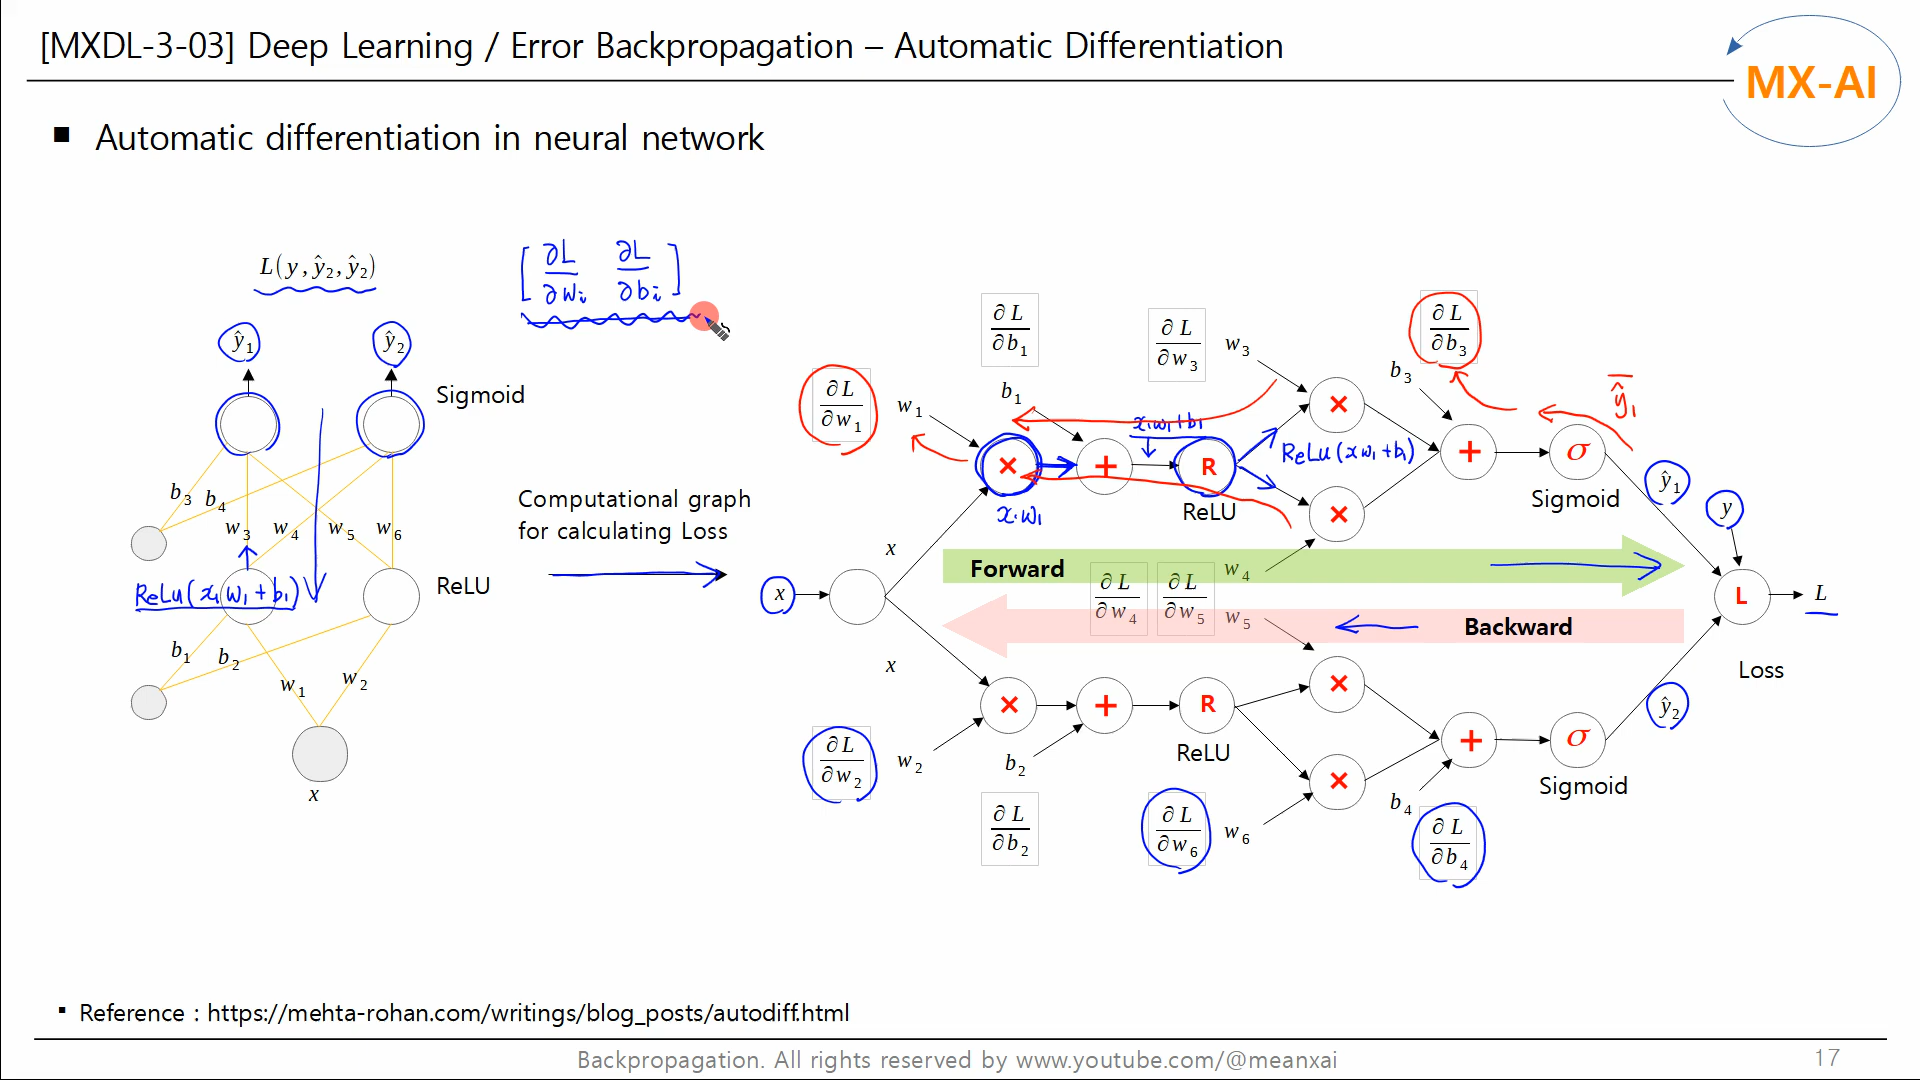 [MXDL-3-03] Deep Learning / Error Backpropagation – Automatic Differentiation
MX-AI
▪ Automatic differentiation in neural network
L(y, ŷ₂, ŷ₂)
[∂L/∂wᵢ ∂L/∂bᵢ]
ŷ₁ ŷ₂
Sigmoid
b₃ b₄
w₃ w₄ w₅ w₆
ReLU(x₁w₁+b₁)
ReLU
b₁ b₂
w₁ w₂
x
Computational graph
for calculating Loss
∂L/∂b₁
∂L/∂w₃ w₃
∂L/∂b₃
b₃
∂L/∂w₁ w₁
b₁
x₁w₁+b₁
× + R
ReLU
x·w₁
×
ReLU(xw₁+b₁)
×
+ σ
Sigmoid
ŷ₁
ŷ₁
y
x
x
Forward
∂L/∂w₄ ∂L/∂w₅
w₄
w₅
Backward
L L
Loss
x
× + R
ReLU
×
×
+ σ
Sigmoid
ŷ₂
∂L/∂w₂ w₂
b₂
∂L/∂b₂
∂L/∂w₆ w₆
b₄
∂L/∂b₄
▪ Reference : https://mehta-rohan.com/writings/blog_posts/autodiff.html
Backpropagation. All rights reserved by www.youtube.com/@meanxai
17